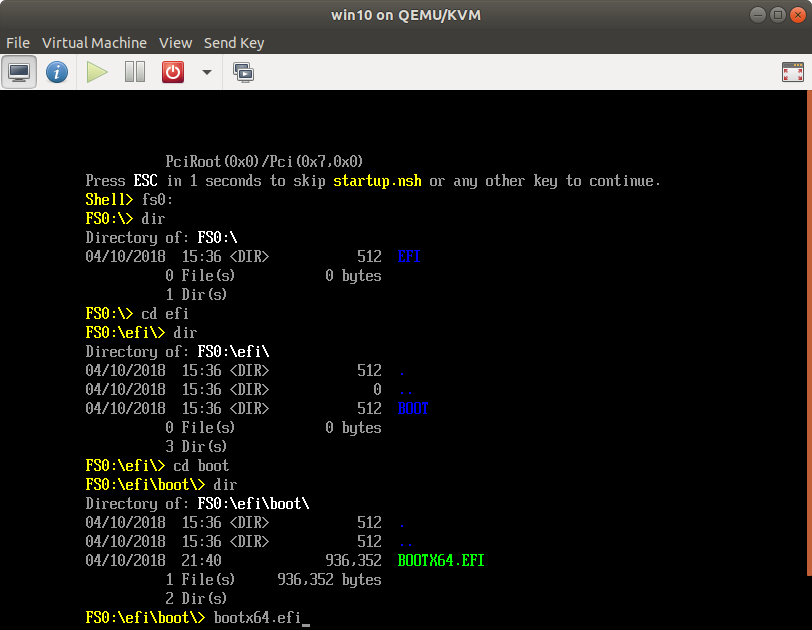 win10 on QEMU/KVM
File Virtual Machine View Send Key
PciRoot(0x0)/Pci(0x7,0x0)
Press ESC in 1 seconds to skip startup.nsh or any other key to continue.
Shell> fs0:
FS0:\> dir
Directory of: FS0:\
04/10/2018 15:36 <DIR> 512 EFI
0 File(s) 0 bytes
1 Dir(s)
FS0:\> cd efi
FS0:\efi\> dir
Directory of: FS0:\efi\
04/10/2018 15:36 <DIR> 512 .
04/10/2018 15:36 <DIR> 0 ..
04/10/2018 15:36 <DIR> 512 BOOT
0 File(s) 0 bytes
3 Dir(s)
FS0:\efi\> cd boot
FS0:\efi\boot\> dir
Directory of: FS0:\efi\boot\
04/10/2018 15:36 <DIR> 512 .
04/10/2018 15:36 <DIR> 512 ..
04/10/2018 21:40 936,352 BOOTX64.EFI
1 File(s) 936,352 bytes
2 Dir(s)
FS0:\efi\boot\> bootx64.efi_